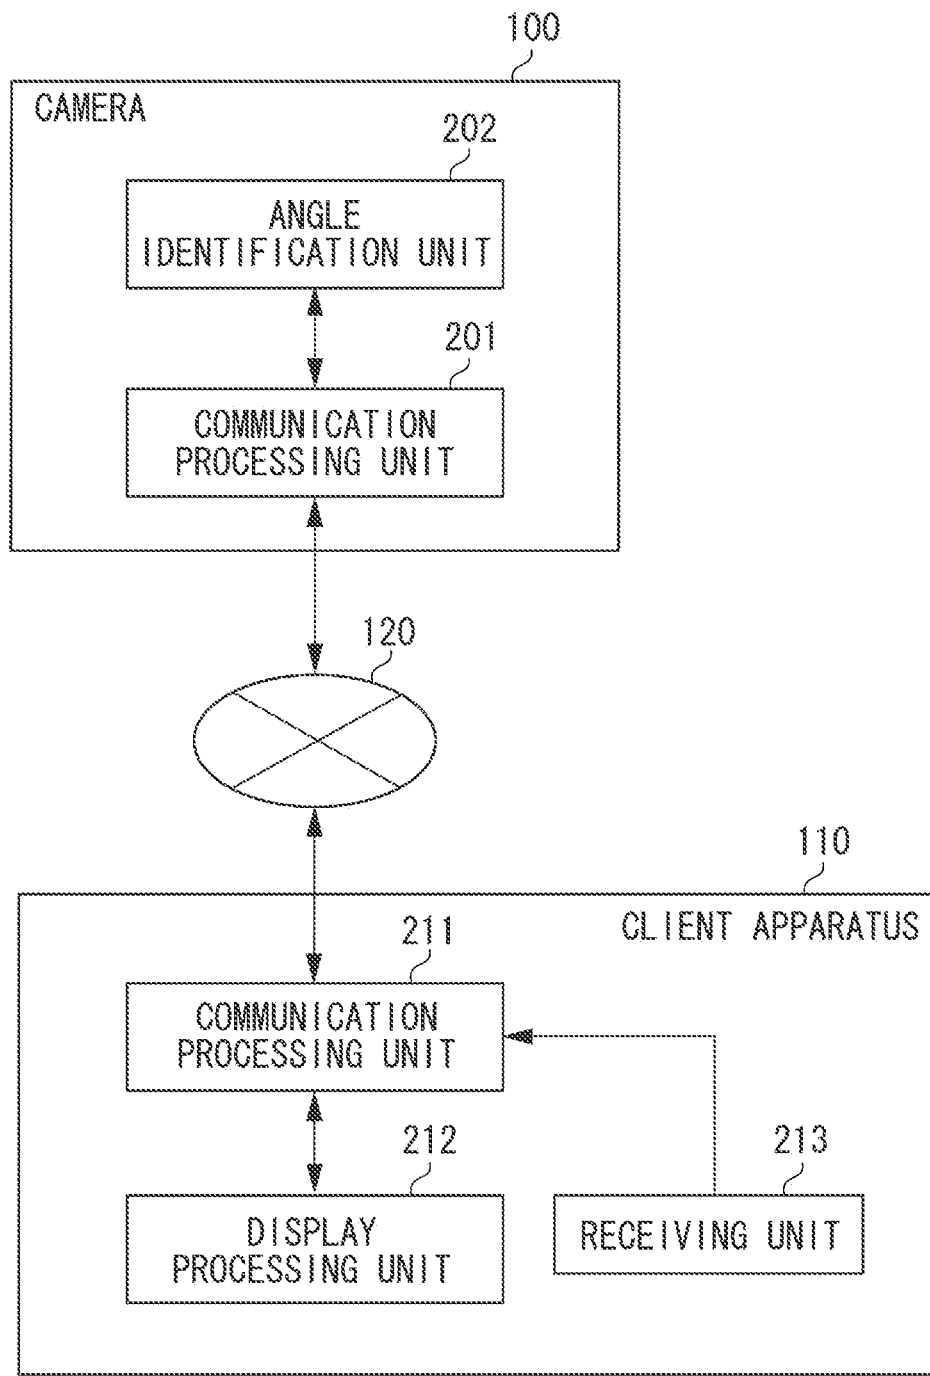 100
CAMERA
202
ANGLE
IDENTIFICATION UNIT
201
COMMUNICATION
PROCESSING UNIT
120
110
CLIENT APPARATUS
211
COMMUNICATION
PROCESSING UNIT
212
DISPLAY
PROCESSING UNIT
213
RECEIVING UNIT